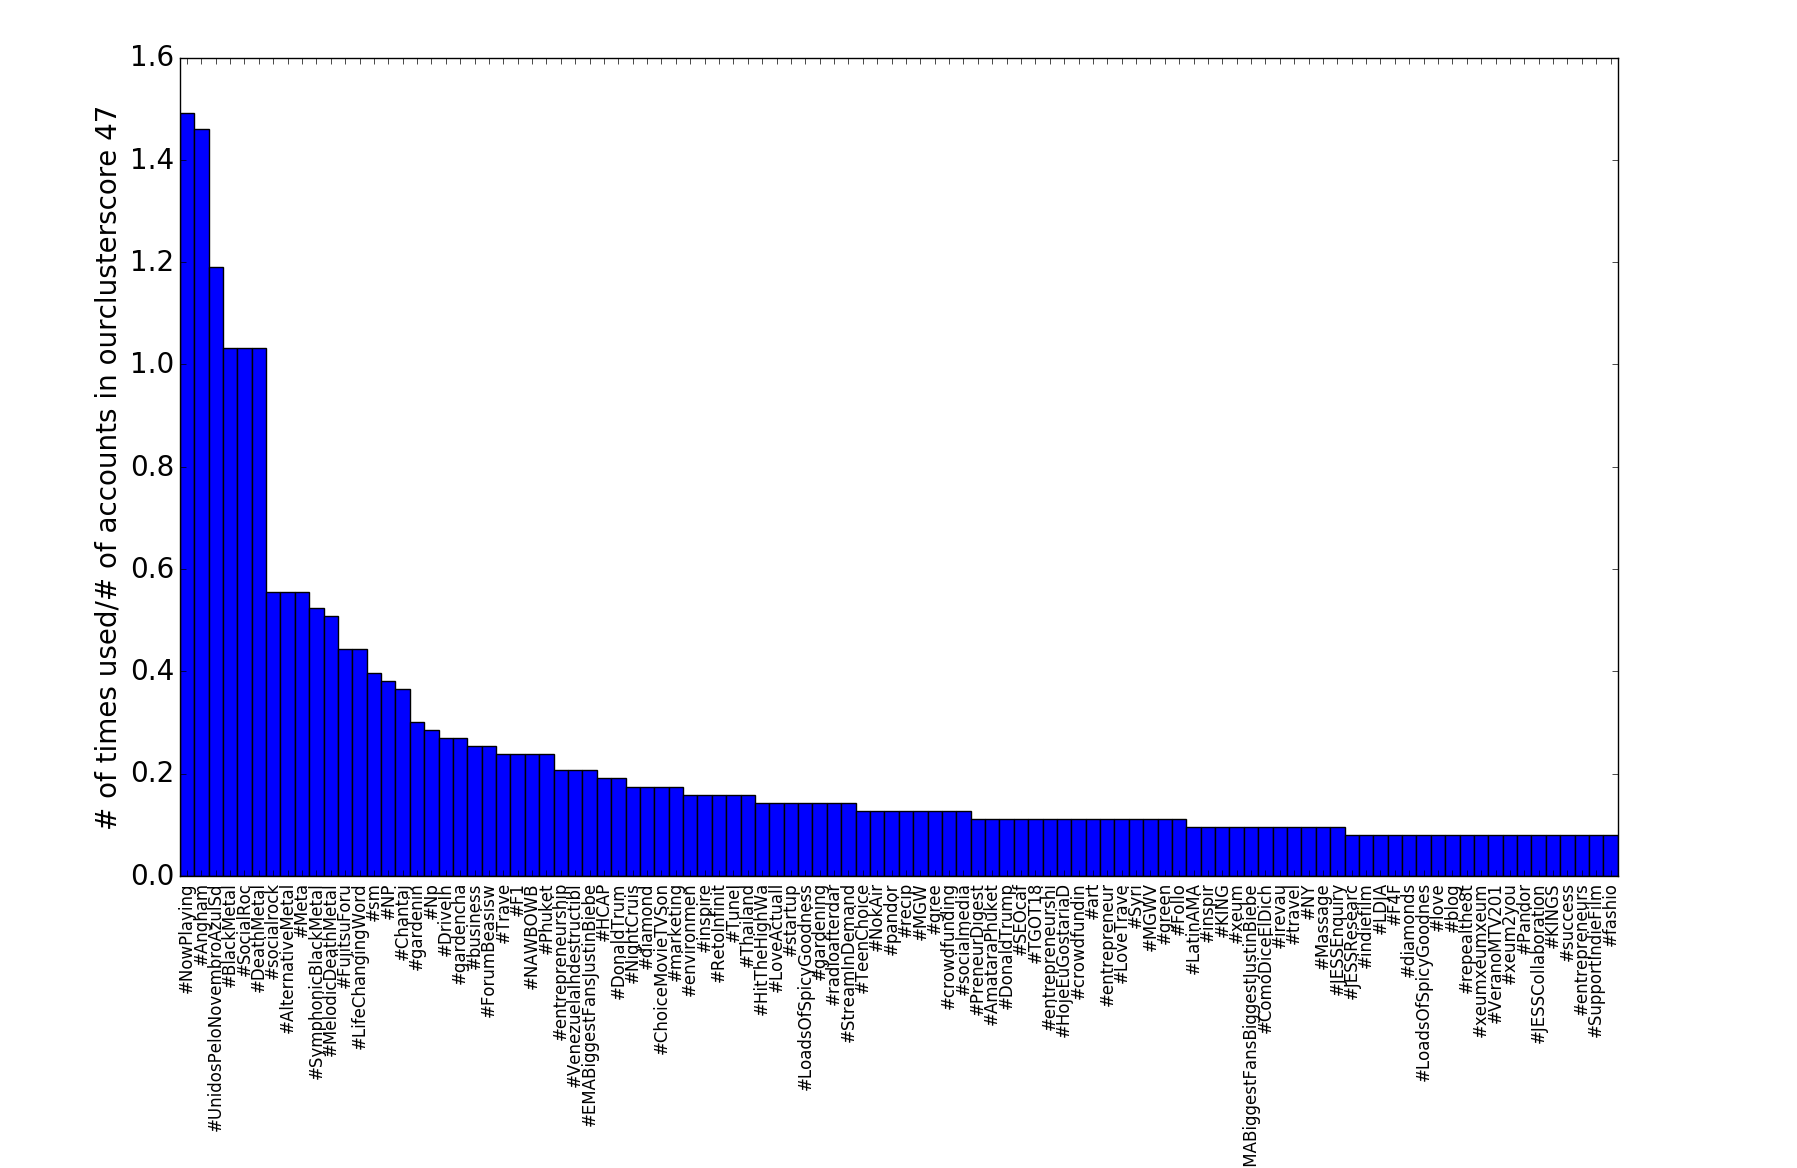 # of times used/# of accounts in ourclusterscore 47
1.6
1.4
1.2
1.0
0.8
0.6
0.4
0.2
0.0
#NowPlaying
#Angham
#UnidosPeloNovembroAzulSd
#BlackMetal
#SocialRoc
#DeathMetal
#socialrock
#AlternativeMetal
#Meta
#SymphonicBlackMetal
#MelodicDeathMetal
#FujitsuForu
#LifeChangingWord
#sm
#NP
#Chantaj
#gardenin
#Np
#Drivelh
#gardencha
#business
#ForumBeasisw
#Trave
#F1
#NAWBOWB
#Phuket
#entrepreneurship
#VenezuelaIndestructibl
#EMABiggestFansJustinBiebe
#HCAP
#DonaldTrum
#NightCruis
#diamond
#ChoiceMovieTVSon
#marketing
#environmen
#inspire
#RetoInfinit
#Tunel
#Thailand
#HitTheHighWa
#LoveActuall
#startup
#LoadsOfSpicyGoodness
#gardening
#radioafterdar
#StreamInDemand
#TeenChoice
#NokAir
#pandor
#recip
#MGW
#gree
#crowdfunding
#socialmedia
#PreneurDigest
#AmataraPhuket
#DonaldTrump
#SEOcaf
#TGOT18
#entrepreneurshi
#HojeEuGostariaD
#crowdfundin
#art
#entrepreneur
#LoveTrave
#Syri
#MGWV
#green
#Follo
#LatinAMA
#inspir
#KING
#xeum
MABiggestFansBiggestJustinBiebe
#ComoDiceElDich
#irevau
#travel
#NY
#Massage
#JESSEnquiry
#JESSResearc
#indiefilm
#LDIA
#F4F
#diamonds
#LoadsOfSpicyGoodnes
#love
#blog
#repealthe8t
#xeumxeumxeum
#VeranoMTV201
#xeum2you
#Pandor
#JESSCollaboration
#KINGS
#success
#entrepreneurs
#SupportIndieFilm
#fashio